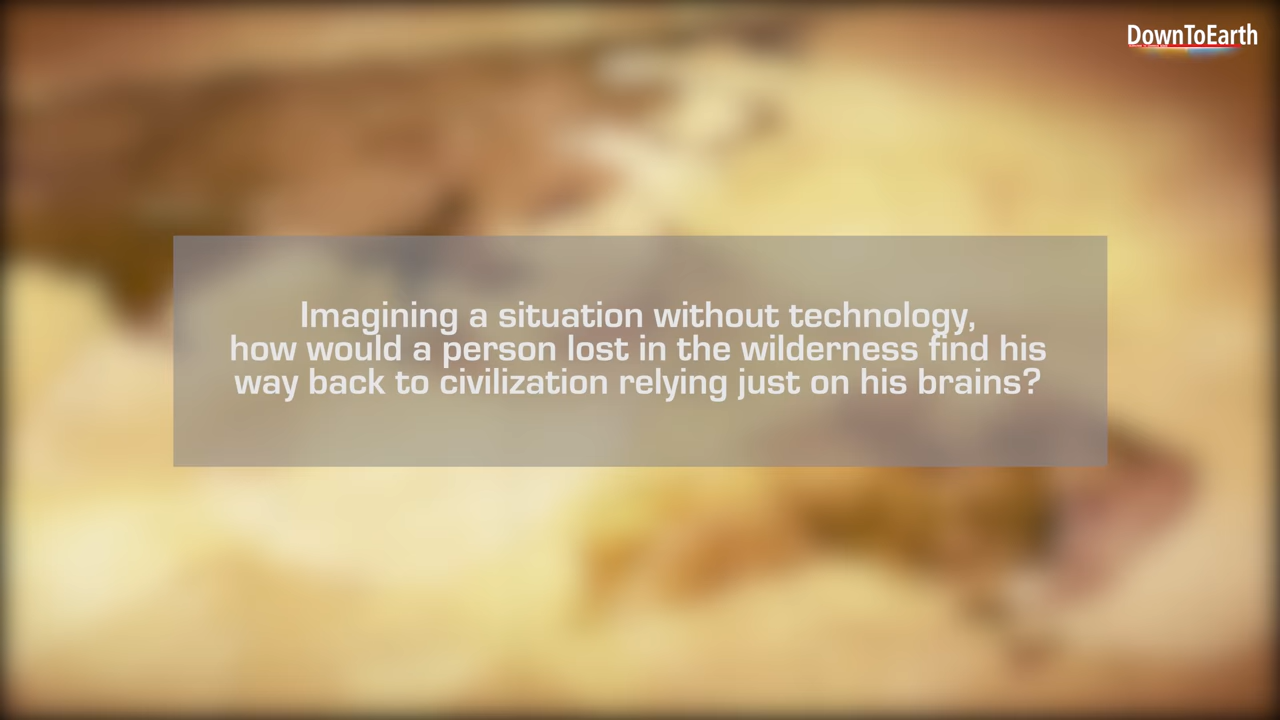 DownToEarth
Imagining a situation without technology,
how would a person lost in the wilderness find his
way back to civilization relying just on his brains?